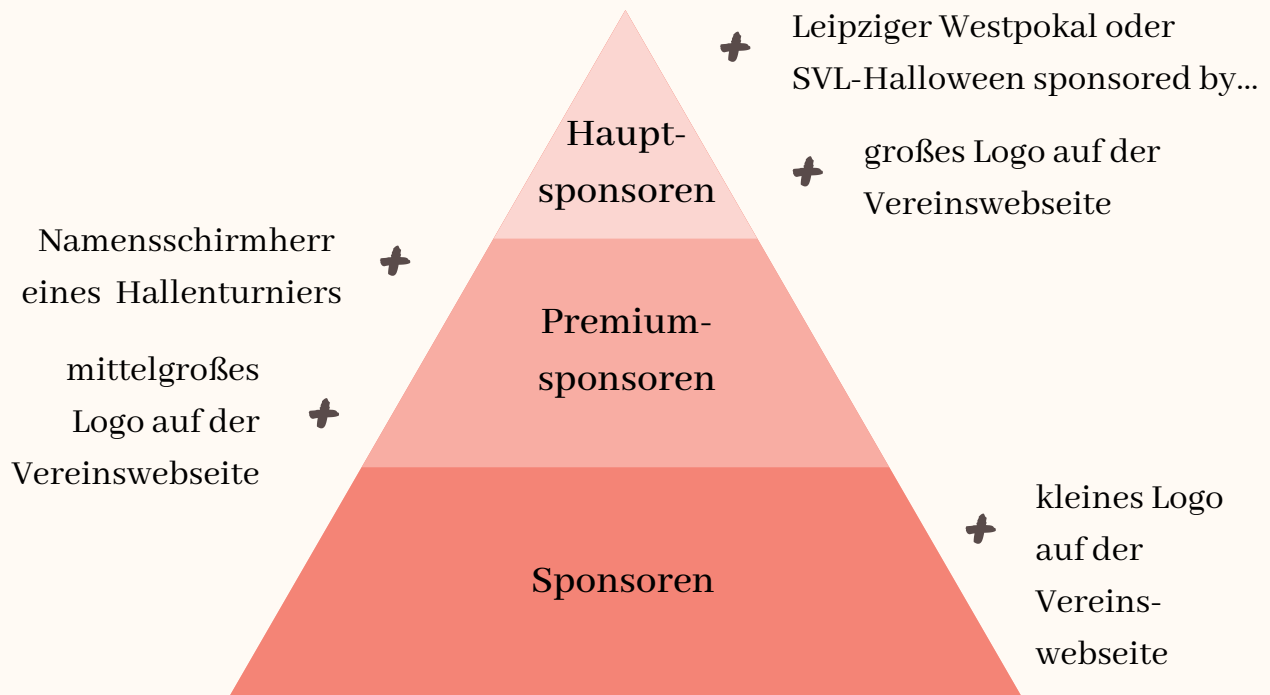 Leipziger Westpokal oder
SVL-Halloween sponsored by...
Haupt-
sponsoren
großes Logo auf der
Vereinswebseite
Namensschirmherr
eines Hallenturniers
Premium-
sponsoren
mittelgroßes
Logo auf der
Vereinswebseite
kleines Logo
auf der
Vereins-
webseite
Sponsoren